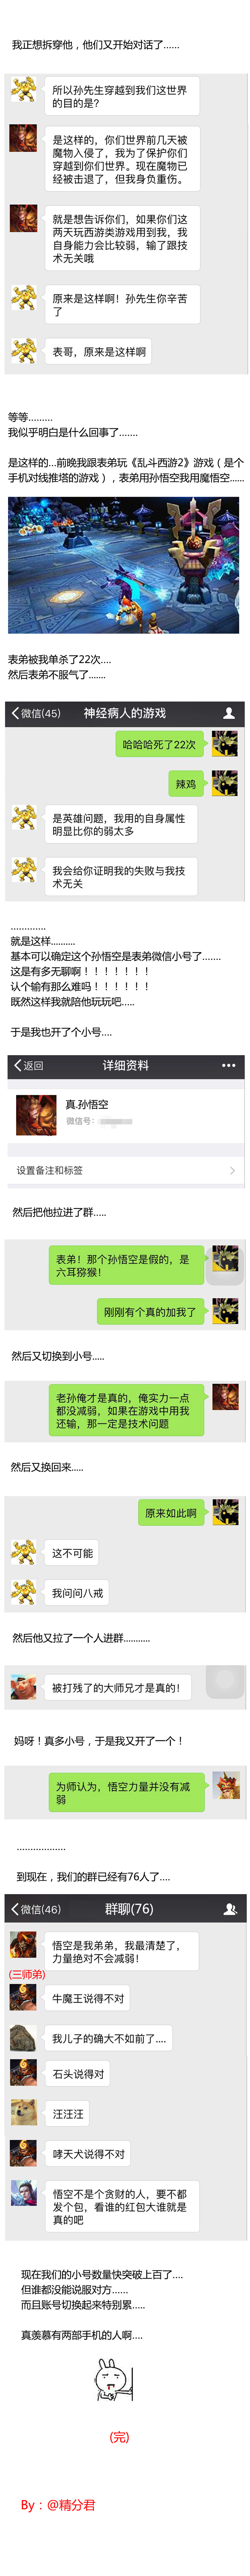 我正想拆穿他，他们又开始对话了......
所以孙先生穿越到我们这世界
的目的是?
是这样的，你们世界前几天被
魔物入侵了，我为了保护你们
穿越到你们世界。现在魔物已
经被击退了，但我身负重伤。
就是想告诉你们，如果你们这
两天玩西游类游戏用到我，我
自身能力会比较弱，输了跟技
术无关哦
原来是这样啊！孙先生你辛苦
了
表哥，原来是这样啊
等等.........
我似乎明白是什么回事了.......
是这样的...前晚我跟表弟玩《乱斗西游2》游戏（是个
手机对线推塔的游戏），表弟用孙悟空我用魔悟空......
表弟被我单杀了22次....
然后表弟不服气了.......
微信(45)
神经病人的游戏
哈哈哈死了22次
辣鸡
是英雄问题，我用的自身属性
明显比你的弱太多
我会给你证明我的失败与我技
术无关
.............
就是这样..........
基本可以确定这个孙悟空是表弟微信小号了.......
这是有多无聊啊！！！！！！！
认个输有那么难吗！！！！！！
既然这样我就陪他玩玩吧.....
于是我也开了个小号....
返回
详细资料
真.孙悟空
微信号：
设置备注和标签
然后把他拉进了群.....
表弟！那个孙悟空是假的，是
六耳猕猴！
刚刚有个真的加我了
然后又切换到小号.....
老孙俺才是真的，俺实力一点
都没减弱，如果在游戏中用我
还输，那一定是技术问题
然后又换回来.....
原来如此啊
这不可能
我问问八戒
然后他又拉了一个人进群...........
被打残了的大师兄才是真的！
妈呀！真多小号，于是我又开了一个！
为师认为，悟空力量并没有减
弱
..................
到现在，我们的群已经有76人了....
微信(46)
群聊(76)
悟空是我弟弟，我最清楚了，
力量绝对不会减弱！
(三师弟)
牛魔王说得不对
我儿子的确大不如前了....
石头说得对
汪汪汪
哮天犬说得不对
悟空不是个贪财的人，要不都
发个包，看谁的红包大谁就是
真的吧
现在我们的小号数量快突破上百了....
但谁都没能说服对方......
而且账号切换起来特别累.....
真羡慕有两部手机的人啊....
(完)
By：@精分君